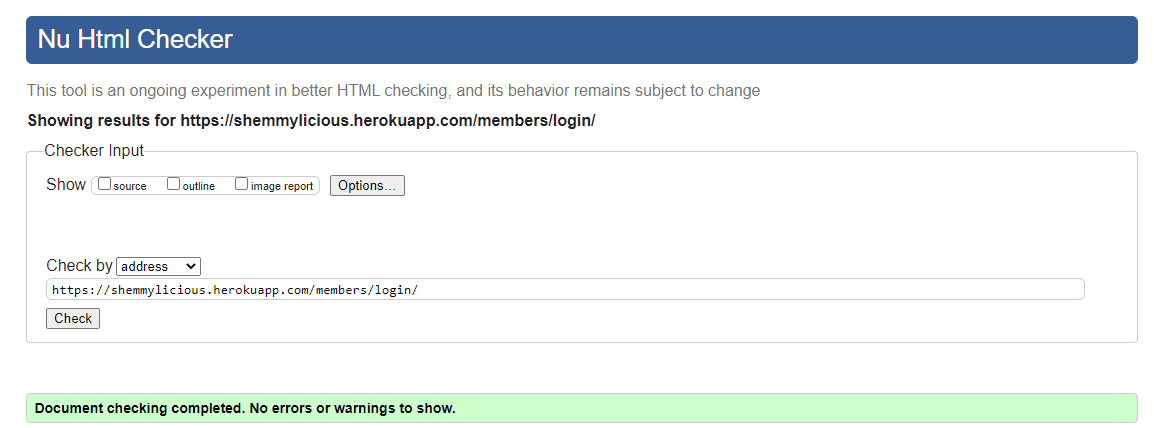 Nu Html Checker
This tool is an ongoing experiment in better HTML checking, and its behavior remains subject to change
Showing results for https://shemmylicious.herokuapp.com/members/login/
Checker Input
Show source outline image report Options...
Check by address
https://shemmylicious.herokuapp.com/members/login/
Check
Document checking completed. No errors or warnings to show.